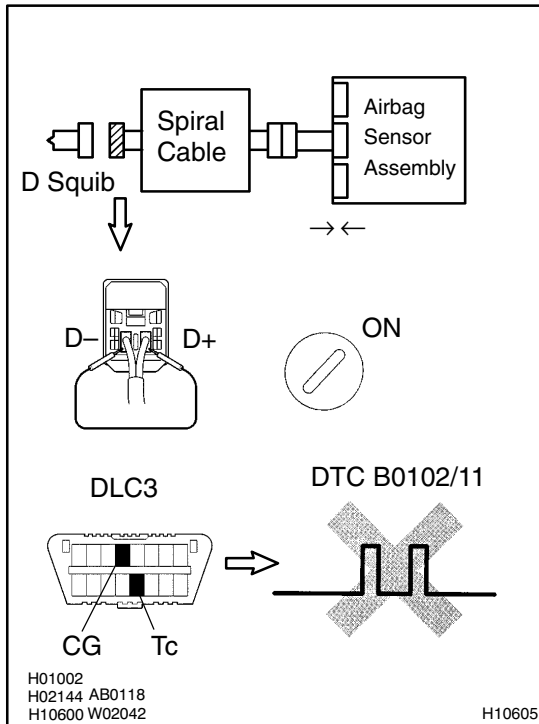 Spiral
Cable
Airbag
Sensor
Assembly
D Squib
D– D+
ON
DLC3
DTC B0102/11
CG Tc
H01002
H02144 AB0118
H10600 W02042
H10605